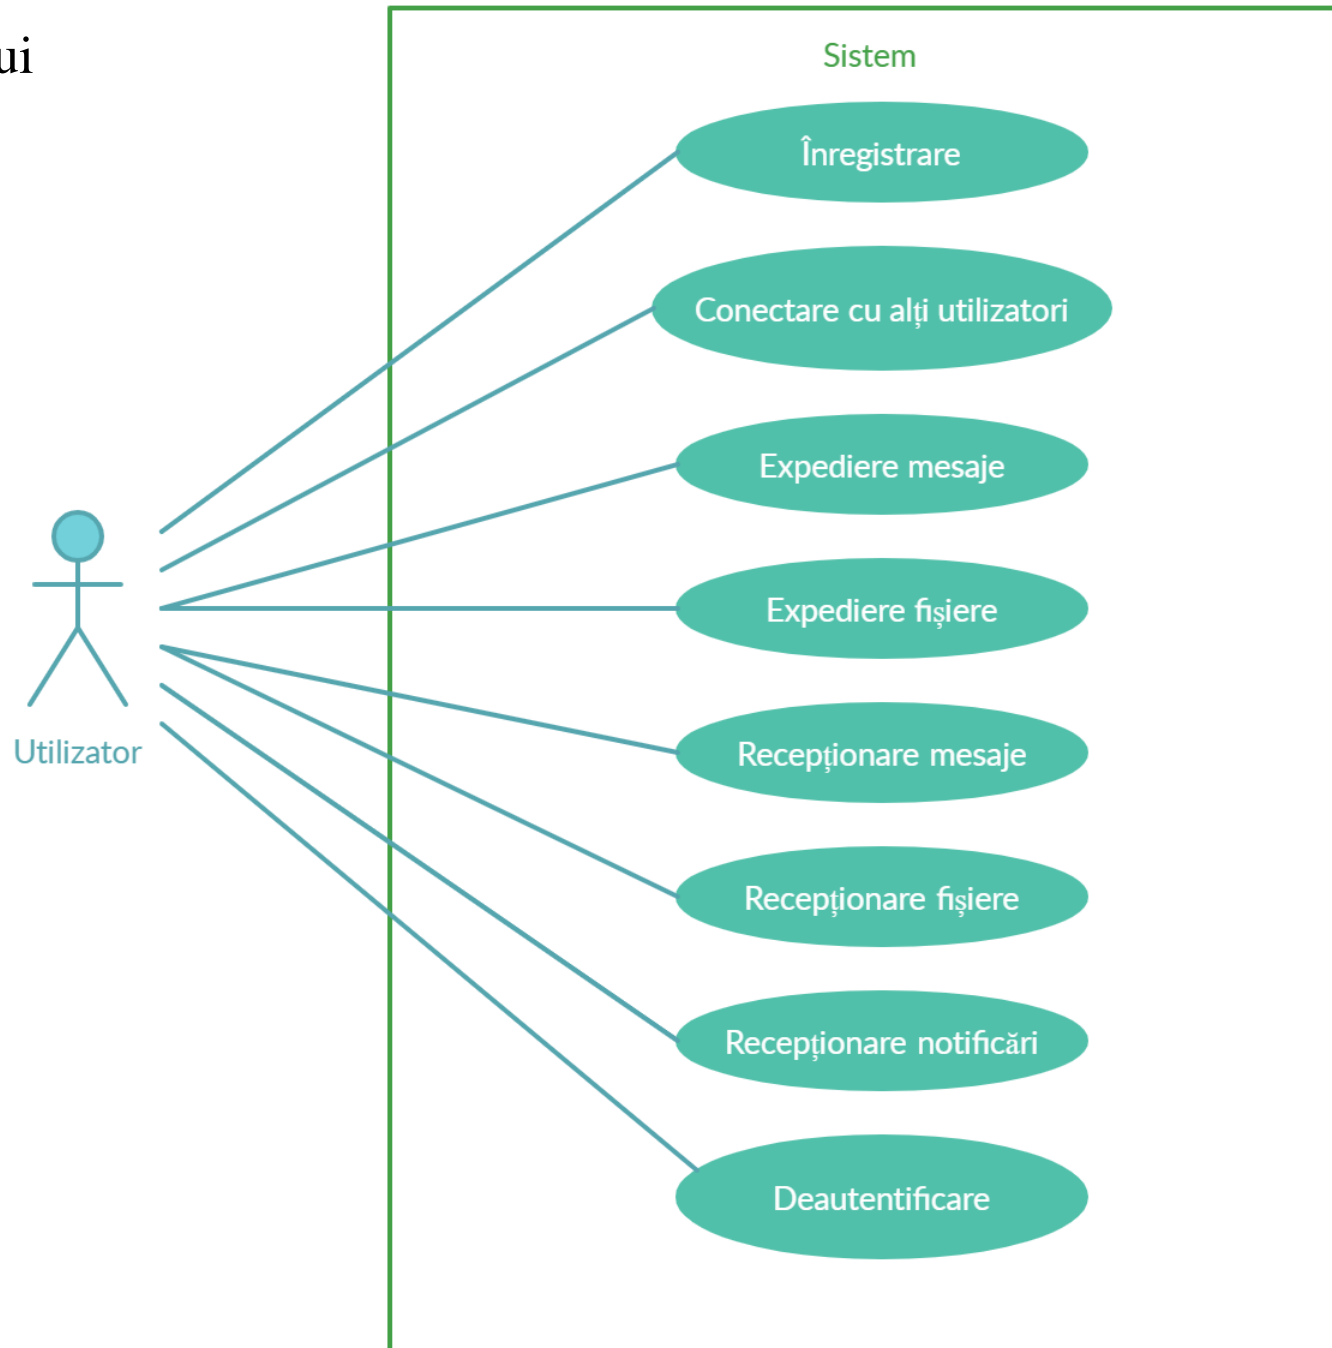 ui
Sistem
Înregistrare
Conectare cu alți utilizatori
Expediere mesaje
Expediere fișiere
Recepționare mesaje
Utilizator
Recepționare fișiere
Recepționare notificări
Deautentificare